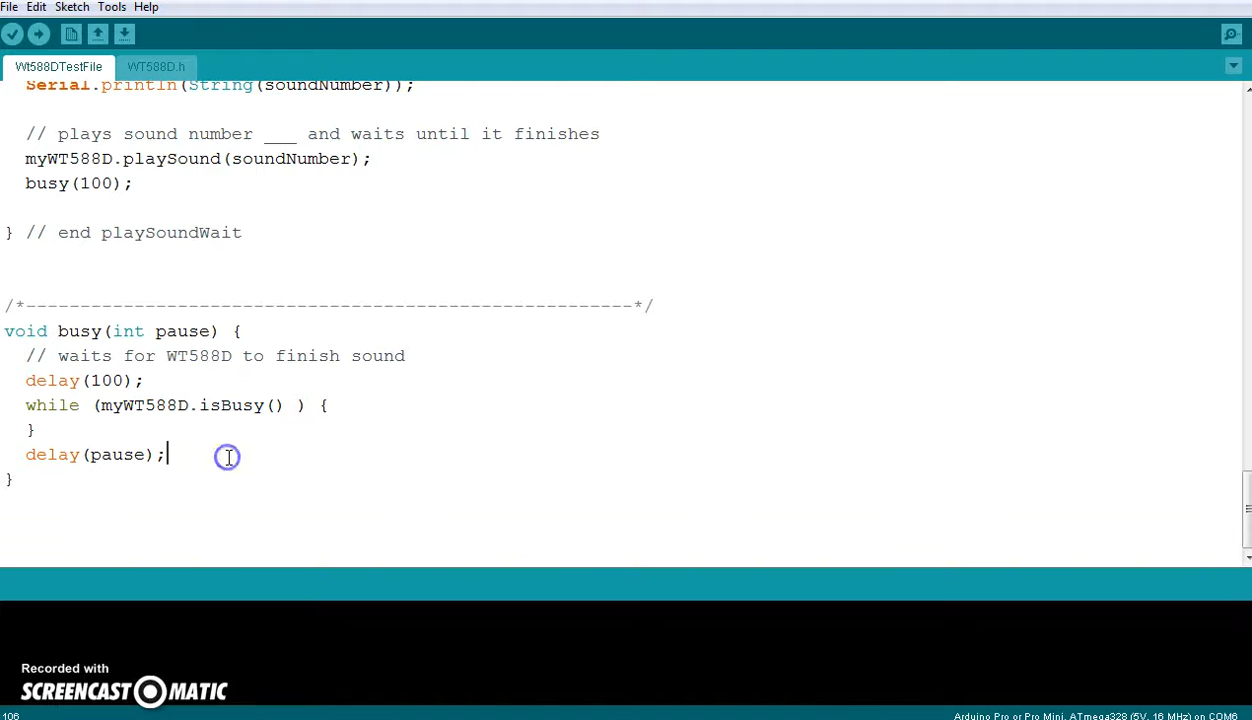 File Edit Sketch Tools Help
Wt588DTestFile WT588D.h
Serial.println(String(soundNumber));
// plays sound number ___ and waits until it finishes
myWT588D.playSound(soundNumber);
busy(100);
} // end playSoundWait
/*--------------------------------------------------------*/
void busy(int pause) {
// waits for WT588D to finish sound
delay(100);
while (myWT588D.isBusy() ) {
}
delay(pause);
}
Recorded with
SCREENCAST MATIC
106 Arduino Pro or Pro Mini, ATmega328 (5V, 16 MHz) on COM6